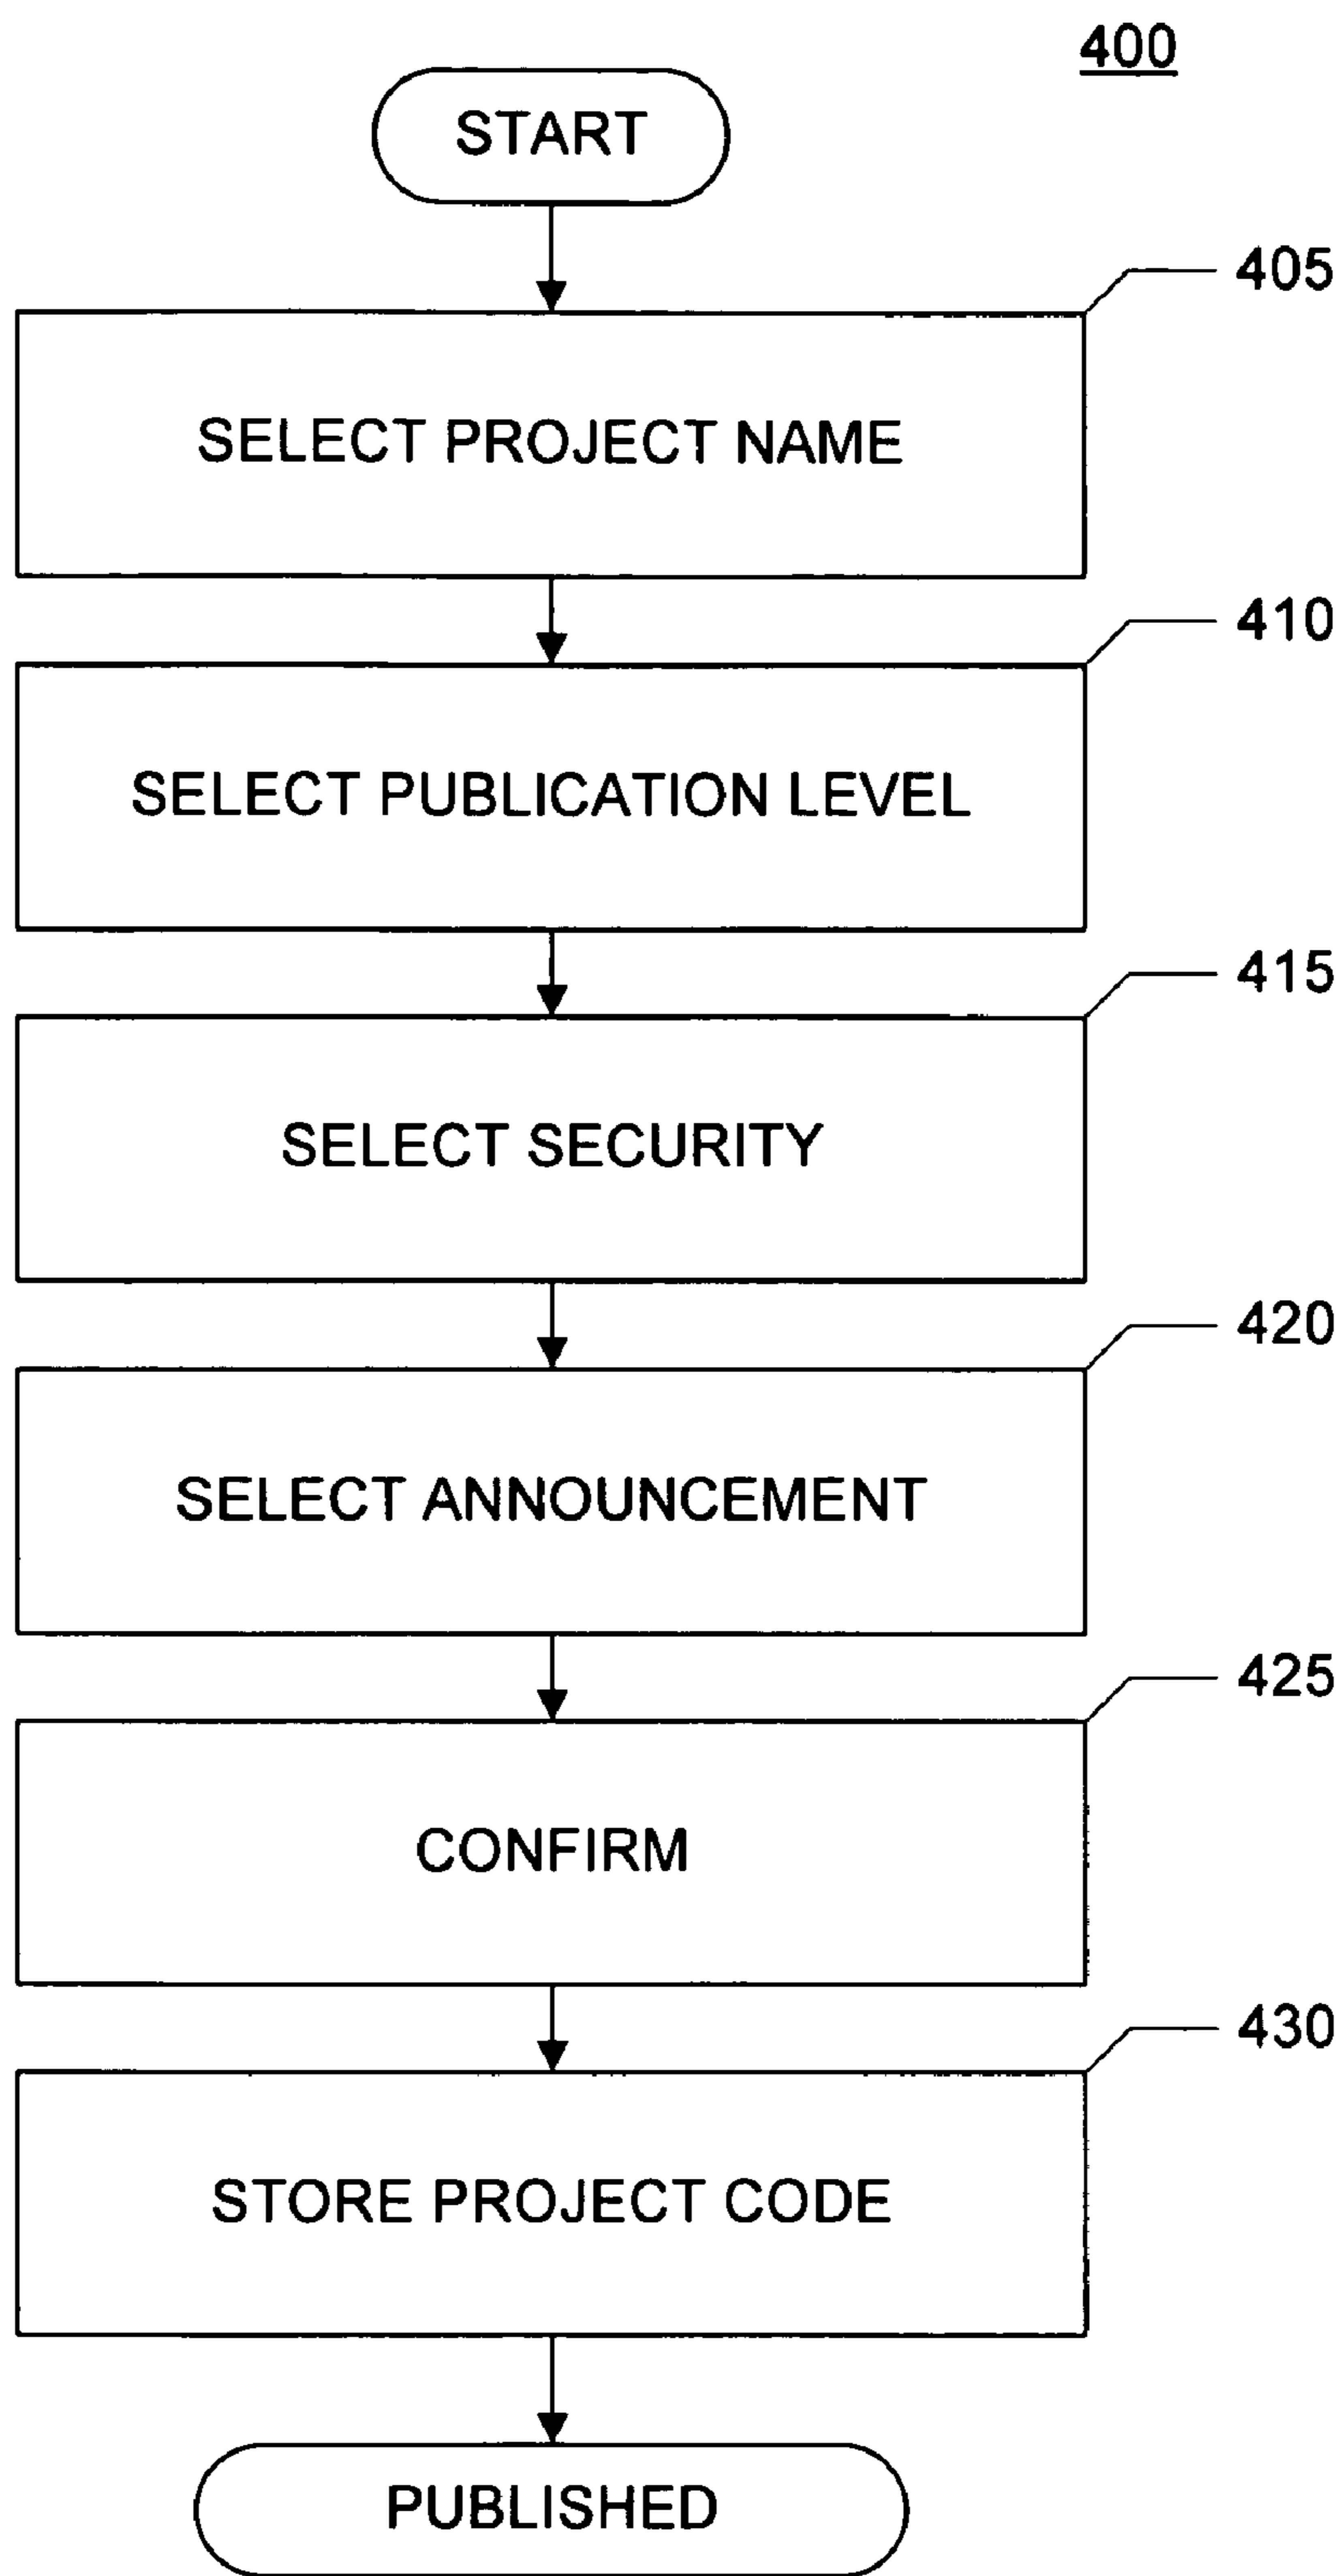 400
START
405
SELECT PROJECT NAME
410
SELECT PUBLICATION LEVEL
415
SELECT SECURITY
420
SELECT ANNOUNCEMENT
425
CONFIRM
430
STORE PROJECT CODE
PUBLISHED